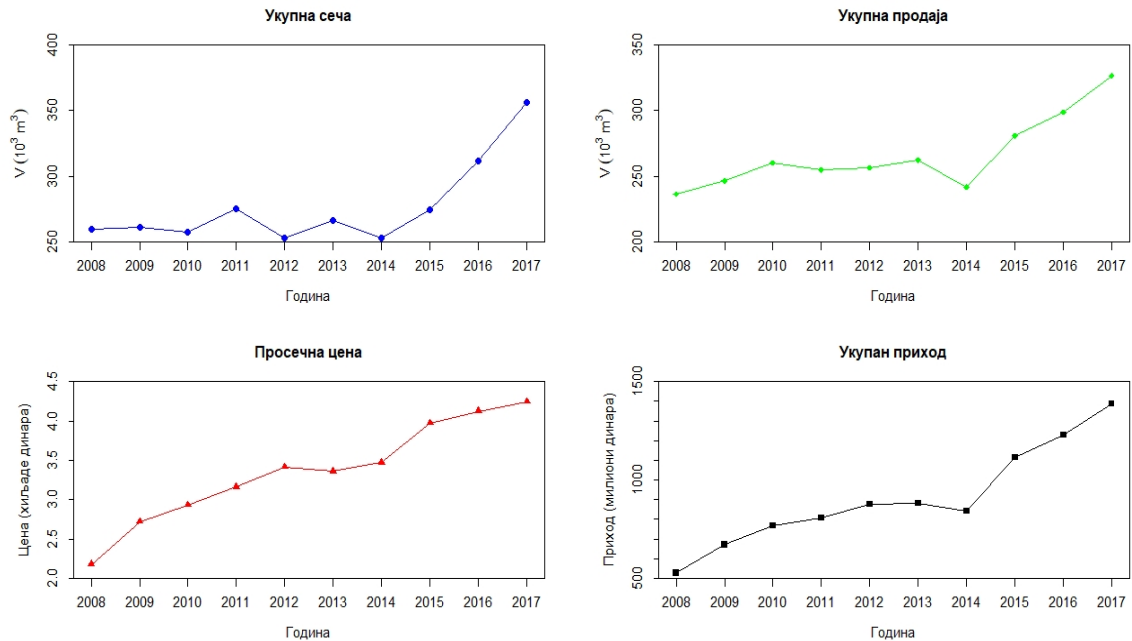 Укупна сеча
V (10³ m³)
400
350
300
250
2008 2009 2010 2011 2012 2013 2014 2015 2016 2017
Година
Укупна продаја
V (10³ m³)
350
300
250
200
2008 2009 2010 2011 2012 2013 2014 2015 2016 2017
Година
Просечна цена
Цена (хиљаде динара)
4.5
4.0
3.5
3.0
2.5
2.0
2008 2009 2010 2011 2012 2013 2014 2015 2016 2017
Година
Укупан приход
Приход (милиони динара)
1500
1000
500
2008 2009 2010 2011 2012 2013 2014 2015 2016 2017
Година